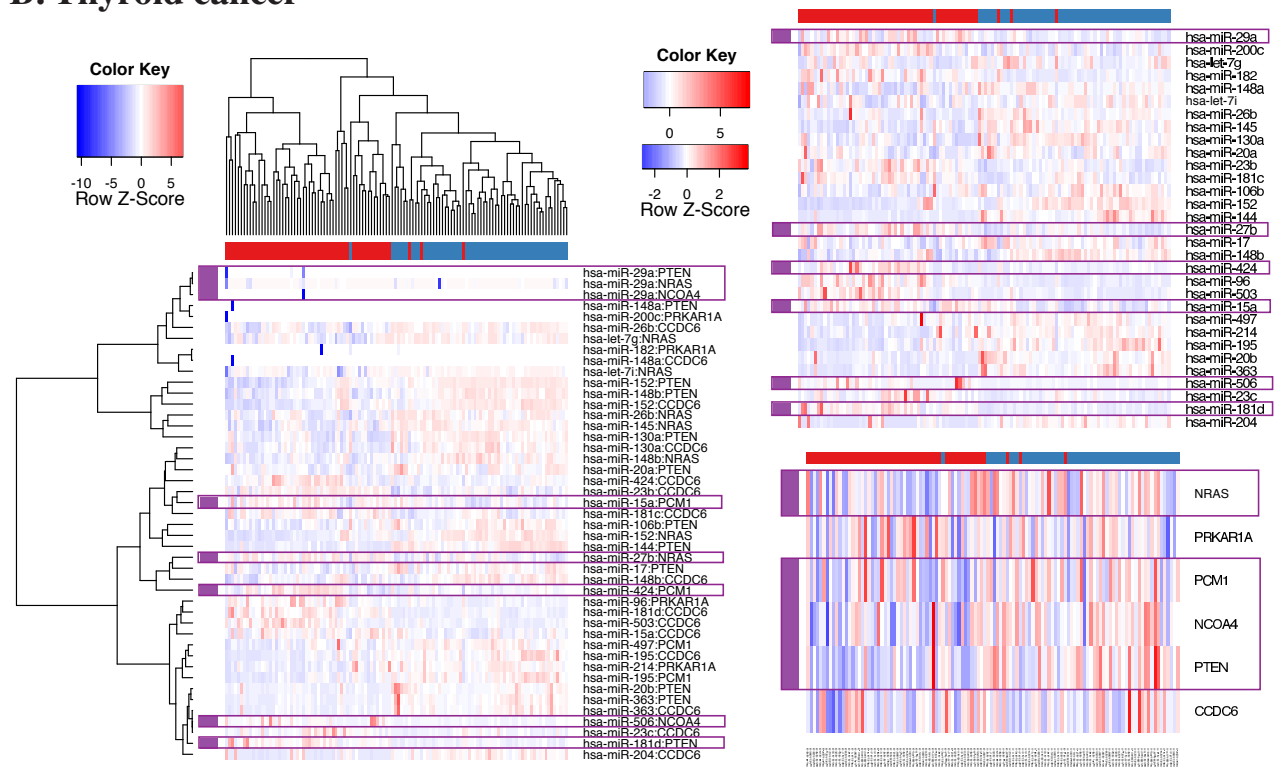 B. Thyroid cancer
Color Key
-10 -5 0 5
Row Z-Score
hsa-miR-29a:PTEN
hsa-miR-29a:NRAS
hsa-miR-29a:NCOA4
hsa-miR-148a:PTEN
hsa-miR-200c:PRKAR1A
hsa-miR-26b:CCDC6
hsa-let-7g:NRAS
hsa-miR-182:PRKAR1A
hsa-miR-148a:CCDC6
hsa-let-7i:NRAS
hsa-miR-152:PTEN
hsa-miR-148b:PTEN
hsa-miR-152:CCDC6
hsa-miR-26b:NRAS
hsa-miR-145:NRAS
hsa-miR-130a:PTEN
hsa-miR-130a:CCDC6
hsa-miR-148b:NRAS
hsa-miR-20a:PTEN
hsa-miR-424:CCDC6
hsa-miR-23b:CCDC6
hsa-miR-15a:PCM1
hsa-miR-181c:CCDC6
hsa-miR-106b:PTEN
hsa-miR-152:NRAS
hsa-miR-144:PTEN
hsa-miR-27b:NRAS
hsa-miR-17:PTEN
hsa-miR-148b:CCDC6
hsa-miR-424:PCM1
hsa-miR-96:PRKAR1A
hsa-miR-181d:CCDC6
hsa-miR-503:CCDC6
hsa-miR-15a:CCDC6
hsa-miR-497:PCM1
hsa-miR-195:CCDC6
hsa-miR-214:PRKAR1A
hsa-miR-195:PCM1
hsa-miR-20b:PTEN
hsa-miR-363:PTEN
hsa-miR-363:CCDC6
hsa-miR-506:NCOA4
hsa-miR-23c:CCDC6
hsa-miR-181d:PTEN
hsa-miR-204:CCDC6
Color Key
0 5
-2 0 2
Row Z-Score
hsa-miR-29a
hsa-miR-200c
hsa-let-7g
hsa-miR-182
hsa-miR-148a
hsa-let-7i
hsa-miR-26b
hsa-miR-145
hsa-miR-130a
hsa-miR-20a
hsa-miR-23b
hsa-miR-181c
hsa-miR-106b
hsa-miR-152
hsa-miR-144
hsa-miR-27b
hsa-miR-17
hsa-miR-148b
hsa-miR-424
hsa-miR-96
hsa-miR-503
hsa-miR-15a
hsa-miR-497
hsa-miR-214
hsa-miR-195
hsa-miR-20b
hsa-miR-363
hsa-miR-506
hsa-miR-23c
hsa-miR-181d
hsa-miR-204
NRAS
PRKAR1A
PCM1
NCOA4
PTEN
CCDC6